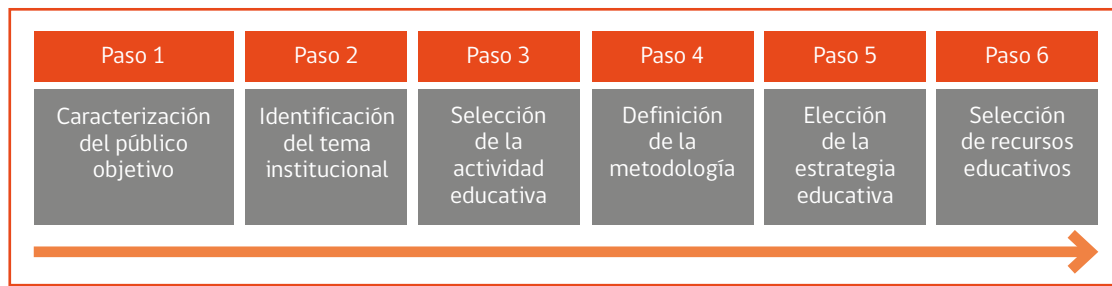 Paso 1
Caracterización
del público
objetivo
Paso 2
Identificación
del tema
institucional
Paso 3
Selección
de la
actividad
educativa
Paso 4
Definición
de la
metodología
Paso 5
Elección
de la
estrategia
educativa
Paso 6
Selección
de recursos
educativos